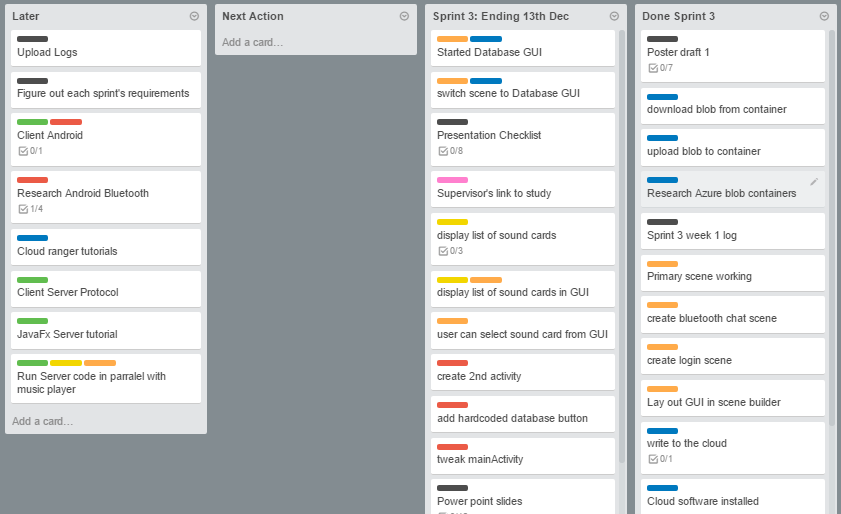 Later
Upload Logs
Figure out each sprint's requirements
Client Android
0/1
Research Android Bluetooth
1/4
Cloud ranger tutorials
Client Server Protocol
JavaFx Server tutorial
Run Server code in parralel with
music player
Add a card…
Next Action
Add a card…
Sprint 3: Ending 13th Dec
Started Database GUI
switch scene to Database GUI
Presentation Checklist
0/8
Supervisor's link to study
display list of sound cards
0/3
display list of sound cards in GUI
user can select sound card from GUI
create 2nd activity
add hardcoded database button
tweak mainActivity
Power point slides
Done Sprint 3
Poster draft 1
0/7
download blob from container
upload blob to container
Research Azure blob containers
Sprint 3 week 1 log
Primary scene working
create bluetooth chat scene
create login scene
Lay out GUI in scene builder
write to the cloud
0/1
Cloud software installed